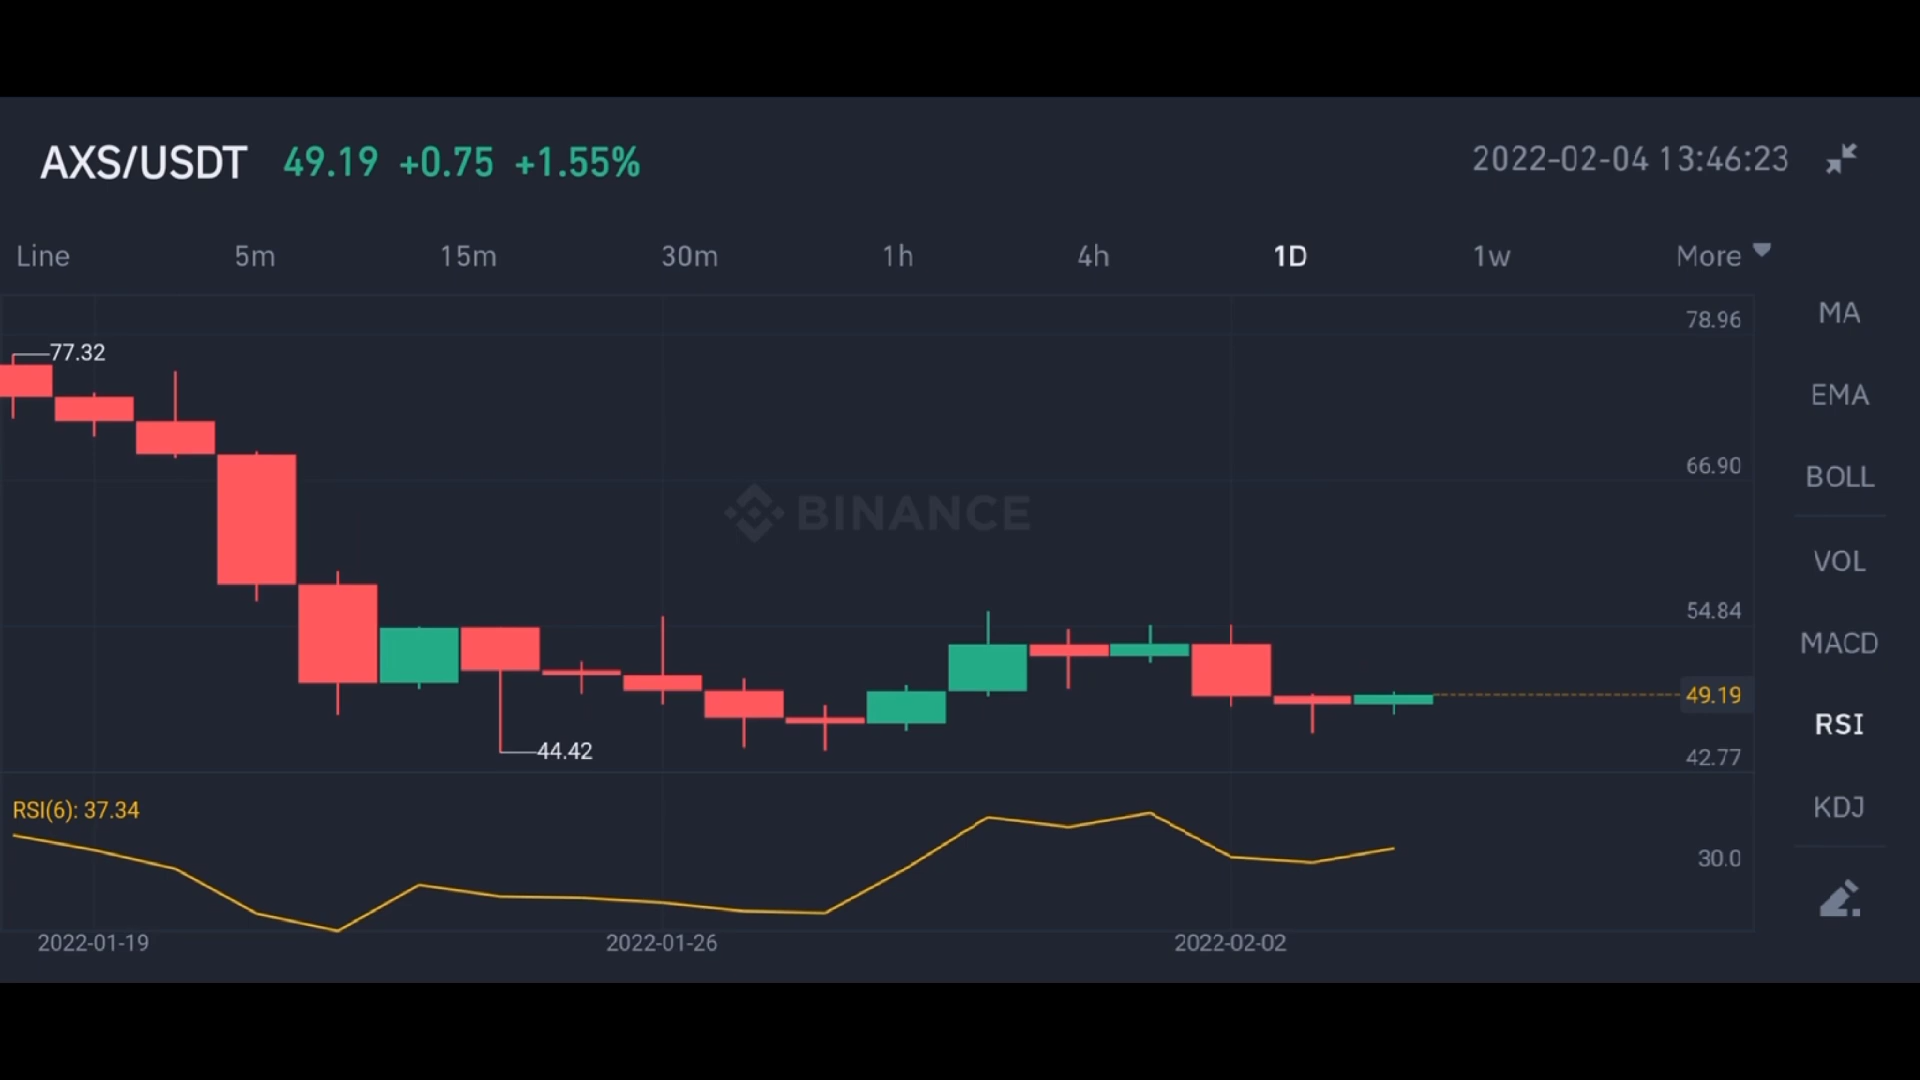 AXS/USDT 49.19 +0.75 +1.55% 2022-02-04 13:46:23
Line 5m 15m 30m 1h 4h 1D 1w More
MA
78.96
77.32
EMA
66.90
BOLL
BINANCE
VOL
54.84
MACD
49.19
RSI
44.42
42.77
RSI(6): 37.34
KDJ
30.0
2022-01-19 2022-01-26 2022-02-02